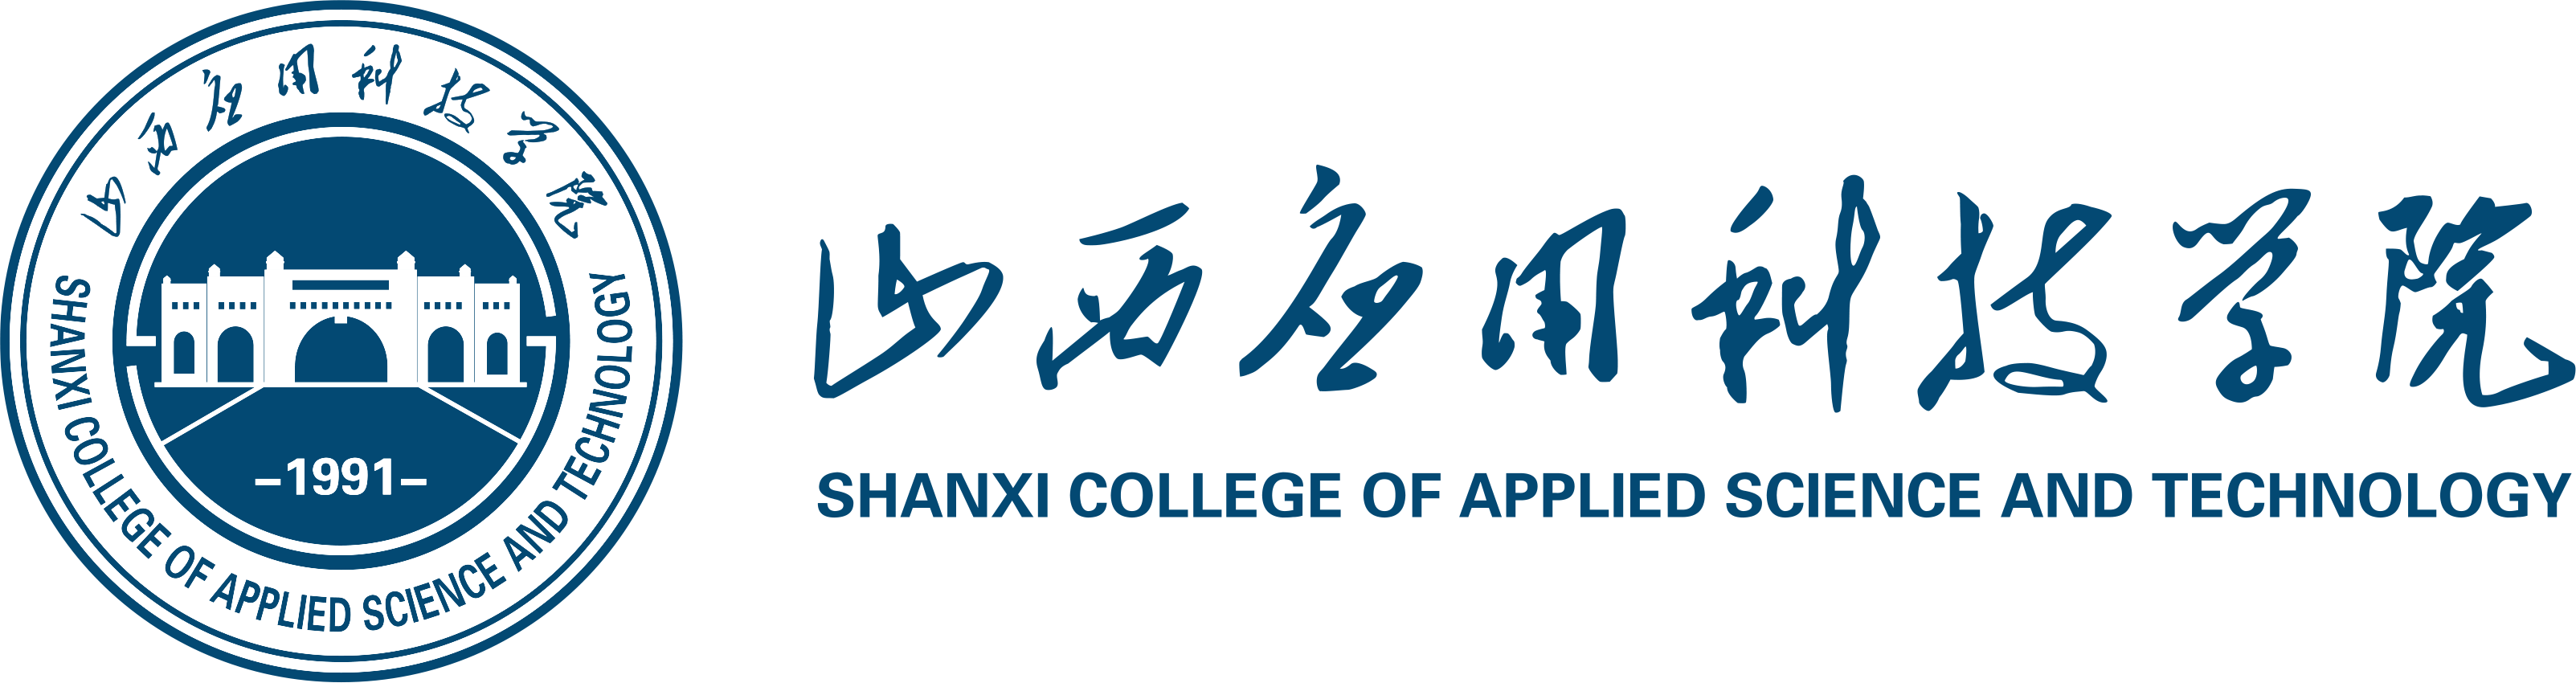 山西应用科技学院
SHANXI COLLEGE OF APPLIED SCIENCE AND TECHNOLOGY
–1991–
山西应用科技学院
SHANXI COLLEGE OF APPLIED SCIENCE AND TECHNOLOGY